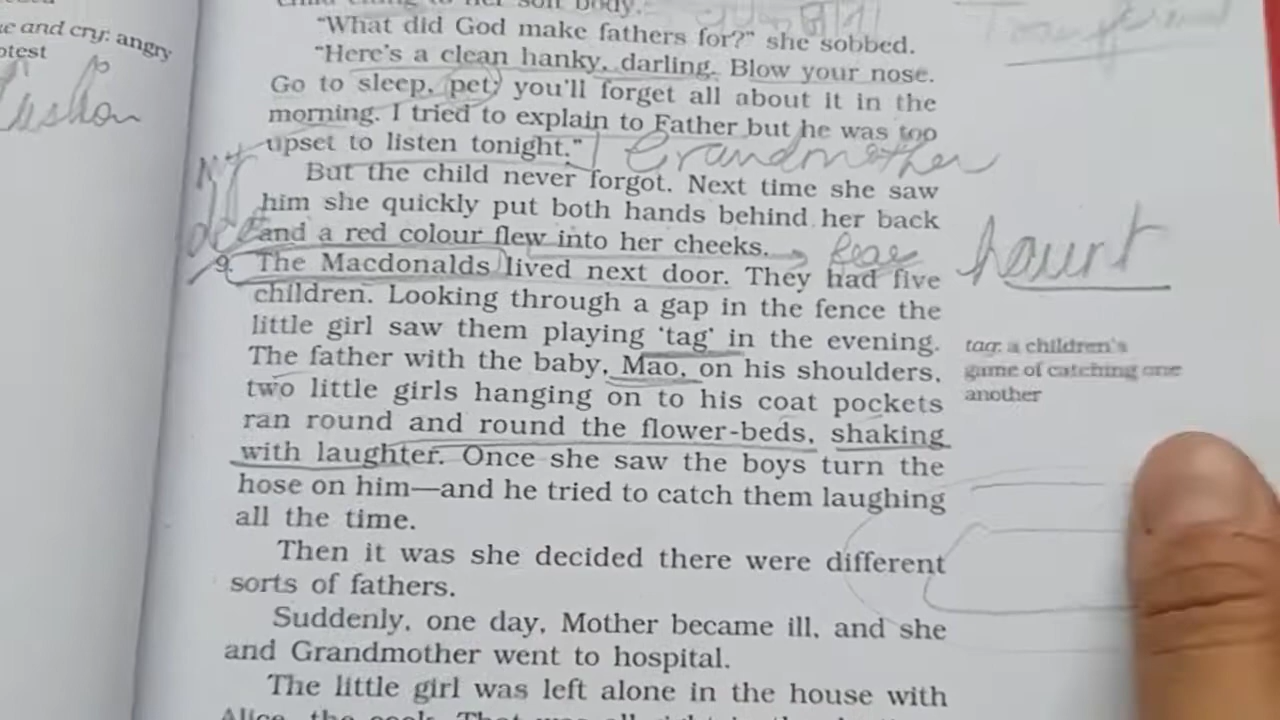 "What did God make fathers for?" she sobbed.
"Here's a clean hanky, darling. Blow your nose.
Go to sleep, pet, you'll forget all about it in the
morning. I tried to explain to Father but he was too
upset to listen tonight." Grandmother
But the child never forgot. Next time she saw
him she quickly put both hands behind her back
and a red colour flew into her cheeks. fear
9. The Macdonalds lived next door. They had five
children. Looking through a gap in the fence the
little girl saw them playing 'tag' in the evening.
The father with the baby, Mao, on his shoulders,
two little girls hanging on to his coat pockets
ran round and round the flower-beds, shaking
with laughter. Once she saw the boys turn the
hose on him—and he tried to catch them laughing
all the time.
Then it was she decided there were different
sorts of fathers.
Suddenly, one day, Mother became ill, and she
and Grandmother went to hospital.
The little girl was left alone in the house with
and cry: angry
haunt
tag: a children's
game of catching one
another